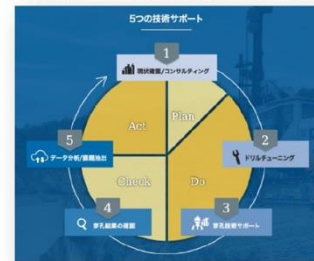 5つの技術サポート
1
現状確認/コンサルティング
Plan
Act
5
データ分析/課題抽出
2
ドリルチューニング
Check
Do
4
穿孔結果の確認
3
穿孔技術サポート